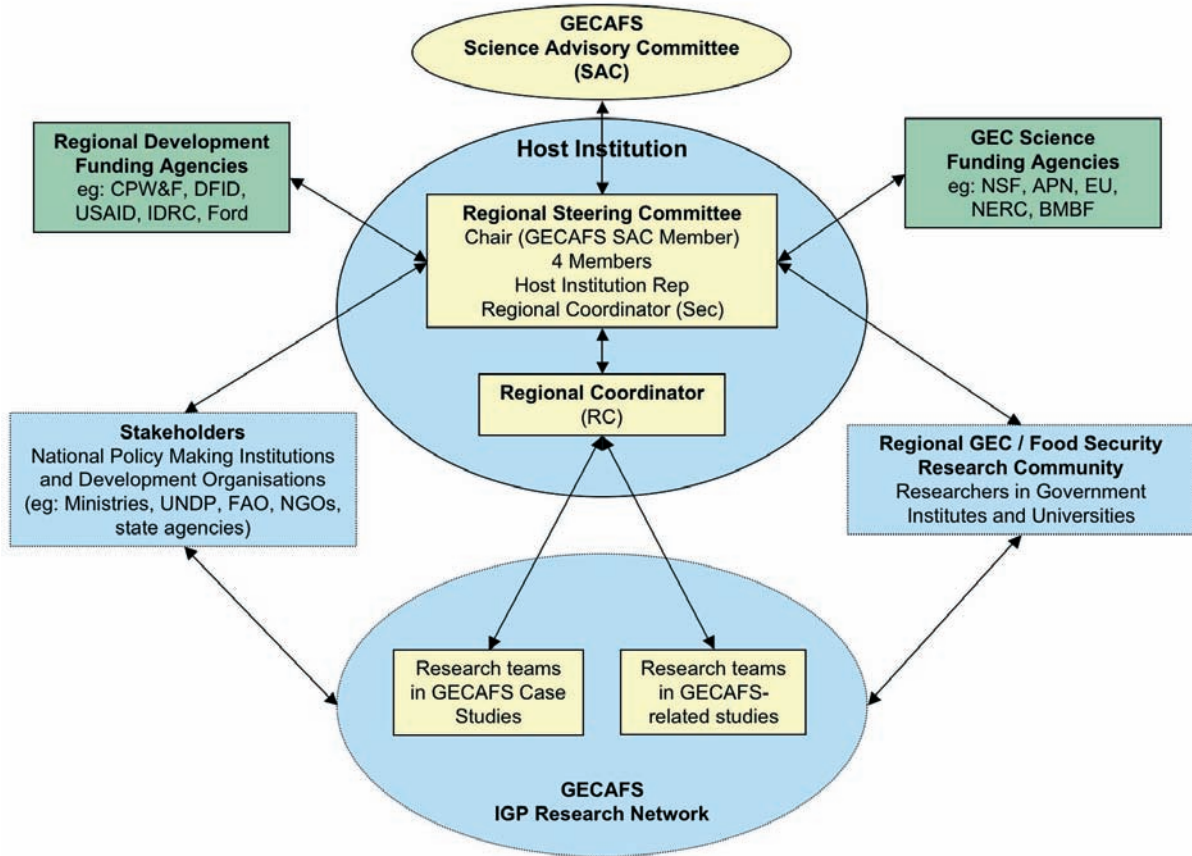 GECAFS
Science Advisory Committee
(SAC)
Regional Development
Funding Agencies
eg: CPW&F, DFID,
USAID, IDRC, Ford
Host Institution
GEC Science
Funding Agencies
eg: NSF, APN, EU,
NERC, BMBF
Regional Steering Committee
Chair (GECAFS SAC Member)
4 Members
Host Institution Rep
Regional Coordinator (Sec)
Regional Coordinator
(RC)
Stakeholders
National Policy Making Institutions
and Development Organisations
(eg: Ministries, UNDP, FAO, NGOs,
state agencies)
Regional GEC / Food Security
Research Community
Researchers in Government
Institutes and Universities
Research teams
in GECAFS Case
Studies
Research teams
in GECAFS-
related studies
GECAFS
IGP Research Network